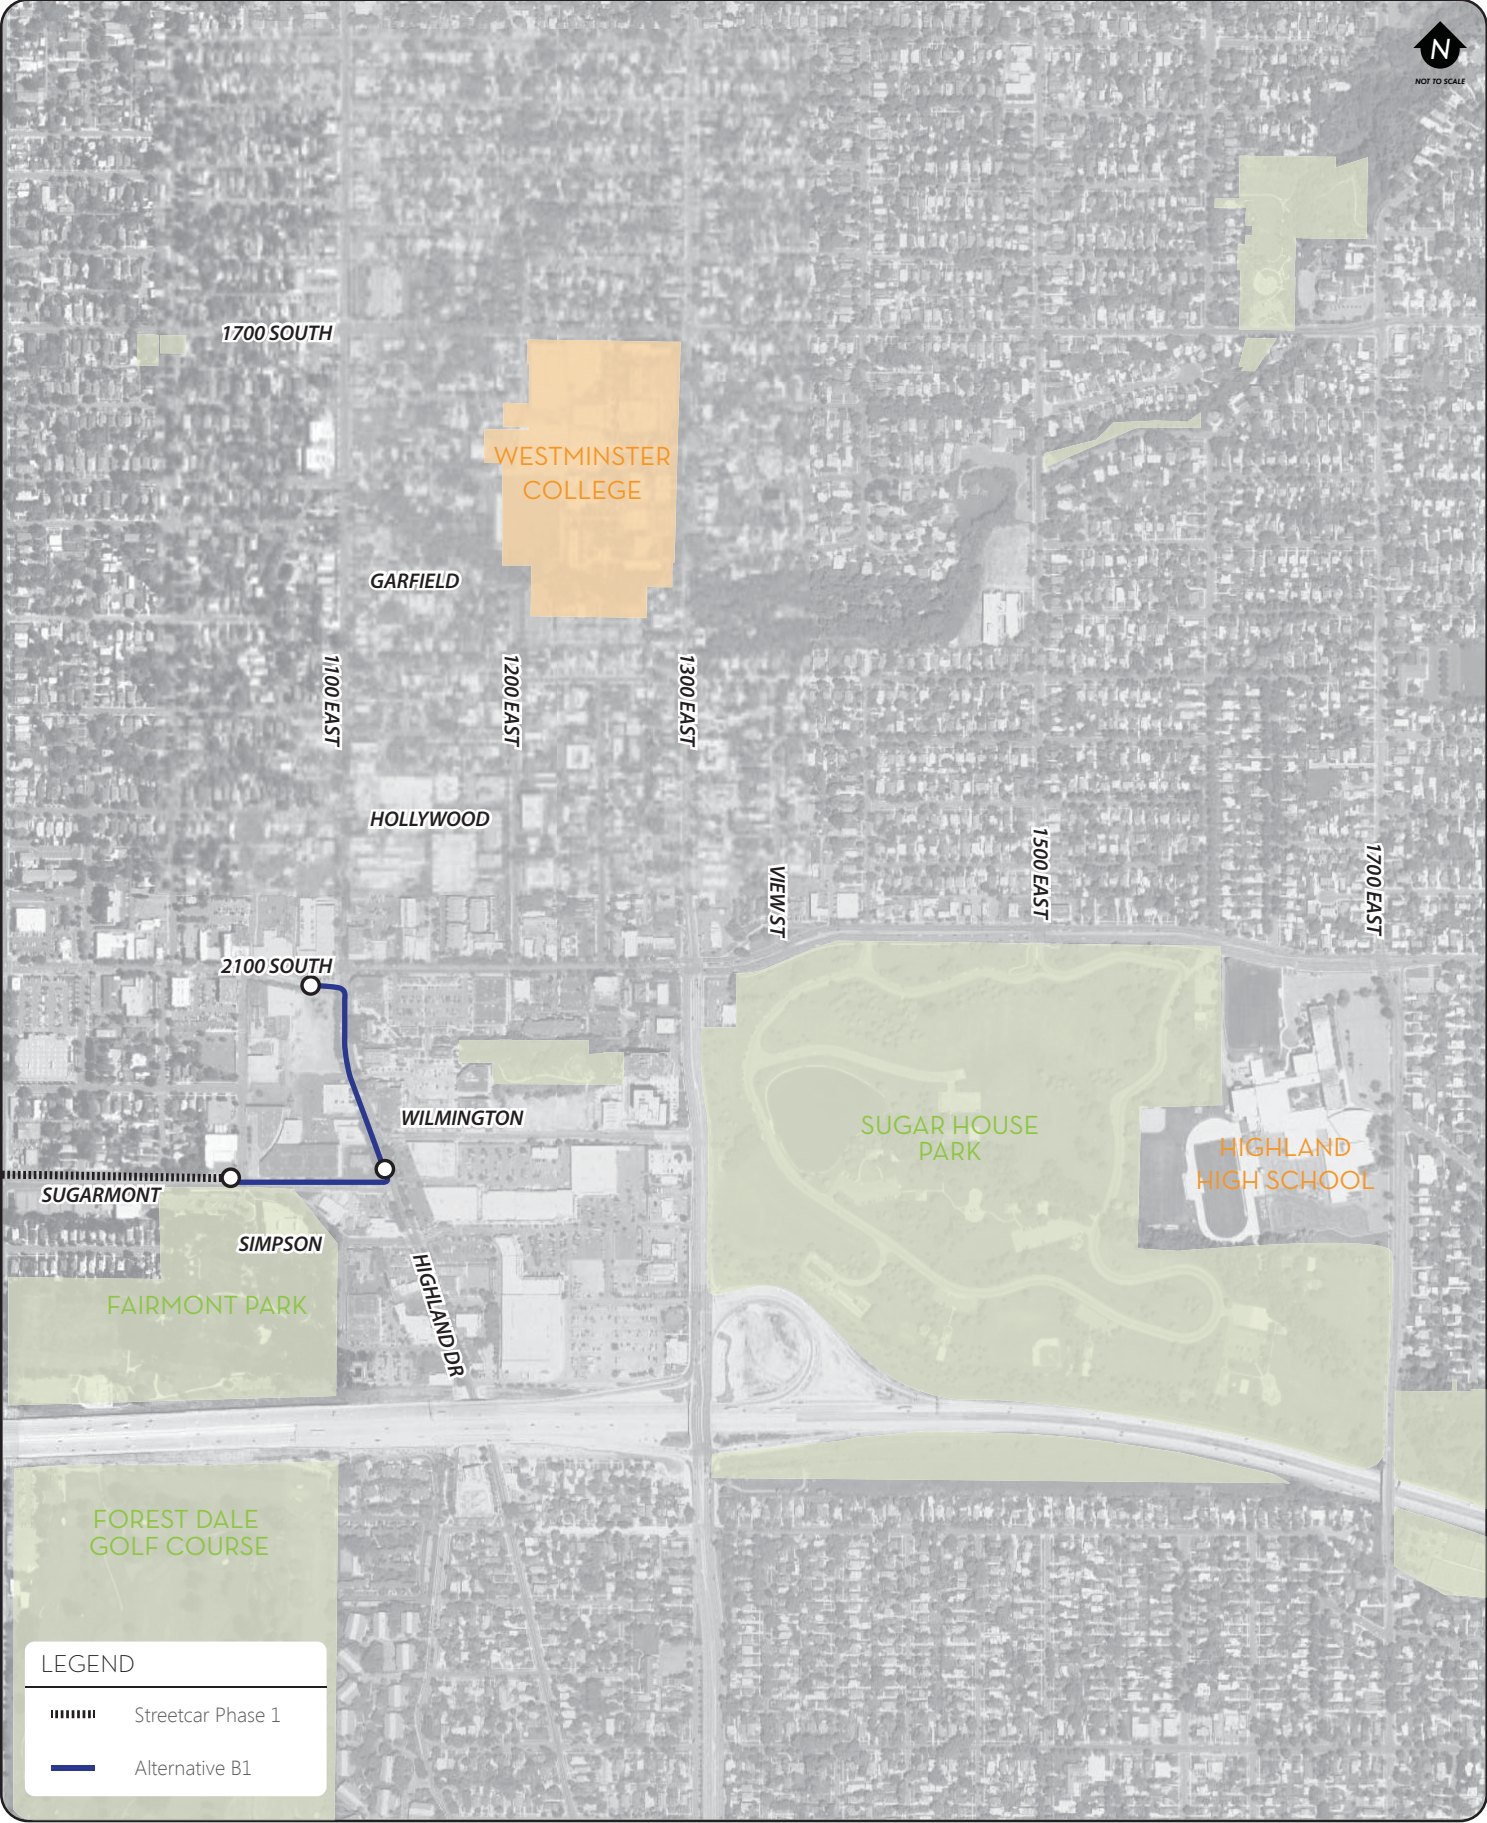 N
NOT TO SCALE
1700 SOUTH
WESTMINSTER
COLLEGE
GARFIELD
1100 EAST
1200 EAST
1300 EAST
HOLLYWOOD
VIEW ST
1500 EAST
1700 EAST
2100 SOUTH
WILMINGTON
SUGAR HOUSE
PARK
HIGHLAND
HIGH SCHOOL
SUGARMONT
SIMPSON
HIGHLAND DR
FAIRMONT PARK
FOREST DALE
GOLF COURSE
LEGEND
Streetcar Phase 1
Alternative B1